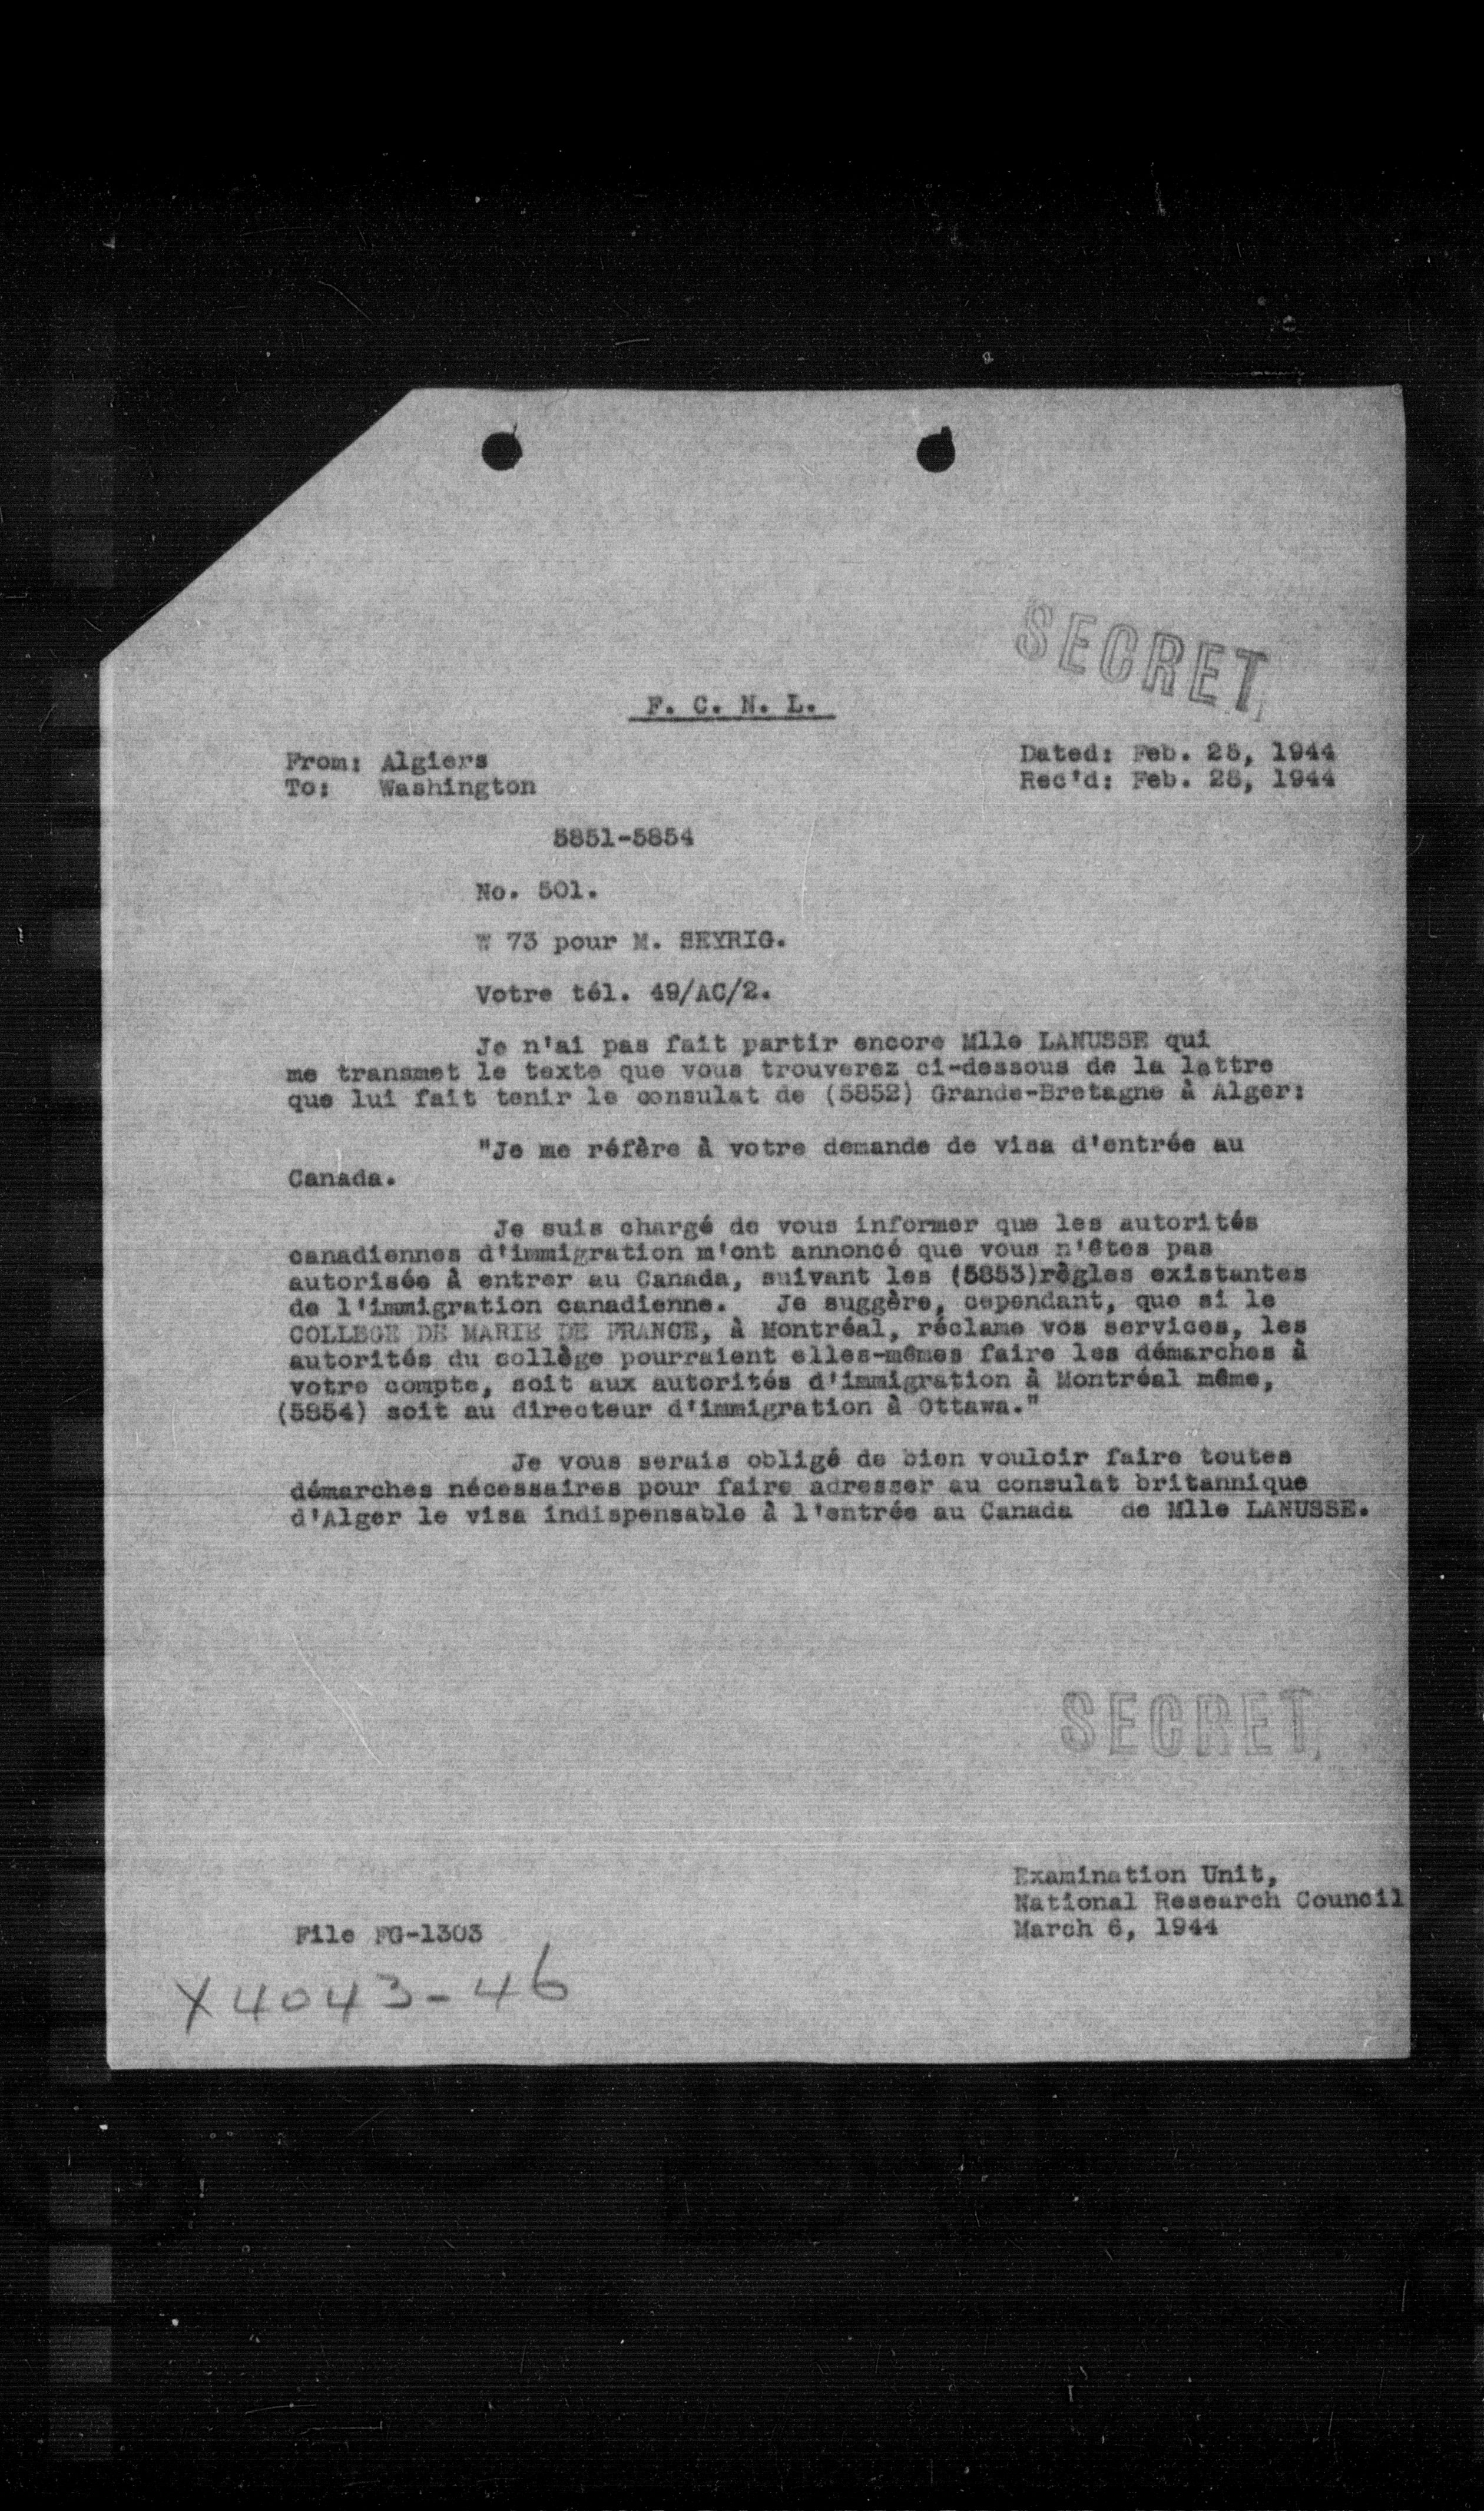 SECRET
F. C. N. L.
From: Algiers
To: Washington
Dated: Feb. 25, 1944
Rec'd: Feb. 28, 1944
5851-5854
No. 501.
W 73 pour M. SEYRIG.
Votre tél. 49/AC/2.
Je n'ai pas fait partir encore Mlle LANUSSE qui
me transmet le texte que vous trouverez ci-dessous de la lettre
que lui fait tenir le consulat de (5852) Grande-Bretagne à Alger:
"Je me réfère à votre demande de visa d'entrée au
Canada.
Je suis chargé de vous informer que les autorités
canadiennes d'immigration m'ont annoncé que vous n'êtes pas
autorisée à entrer au Canada, suivant les (5853)règles existantes
de l'immigration canadienne. Je suggère, cependant, que si le
COLLEGE DE MARIE DE FRANCE, à Montréal, réclame vos services, les
autorités du collège pourraient elles-mêmes faire les démarches à
votre compte, soit aux autorités d'immigration à Montréal même,
(5854) soit au directeur d'immigration à Ottawa."
Je vous serais obligé de bien vouloir faire toutes
démarches nécessaires pour faire adresser au consulat britannique
d'Alger le visa indispensable à l'entrée au Canada de Mlle LANUSSE.
SECRET
Examination Unit,
National Research Council
March 6, 1944
File FG-1303
X4043-46